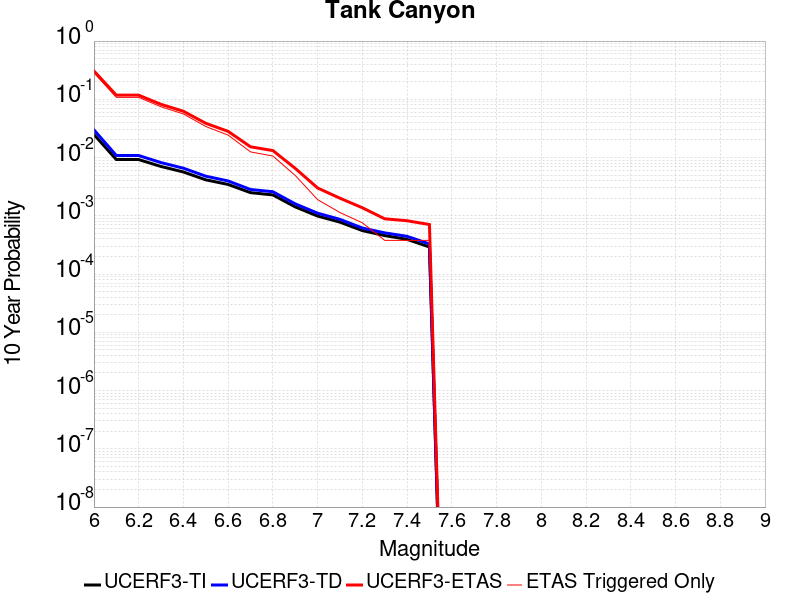 Tank Canyon
10 Year Probability
10^0
10^-1
10^-2
10^-3
10^-4
10^-5
10^-6
10^-7
10^-8
6 6.2 6.4 6.6 6.8 7 7.2 7.4 7.6 7.8 8 8.2 8.4 8.6 8.8 9
Magnitude
UCERF3-TI UCERF3-TD UCERF3-ETAS ETAS Triggered Only